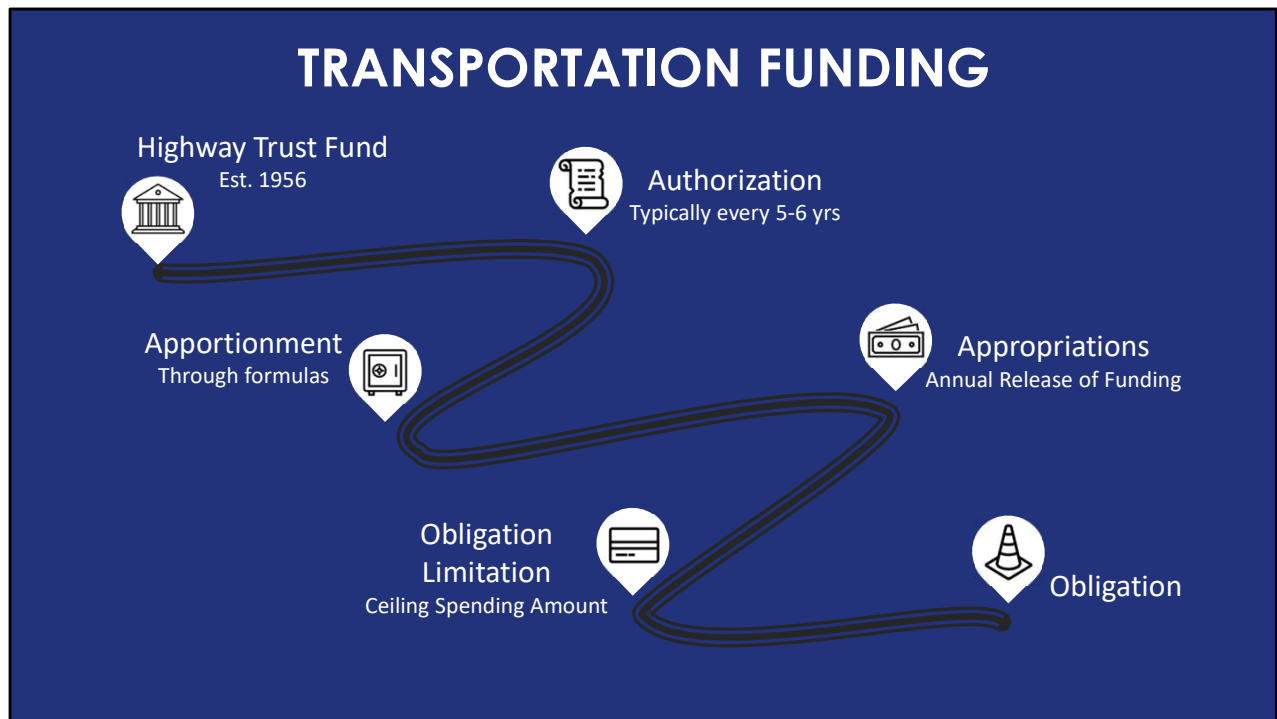 TRANSPORTATION FUNDING
Highway Trust Fund
Est. 1956
Authorization
Typically every 5-6 yrs
Apportionment
Through formulas
Appropriations
Annual Release of Funding
Obligation
Limitation
Ceiling Spending Amount
Obligation